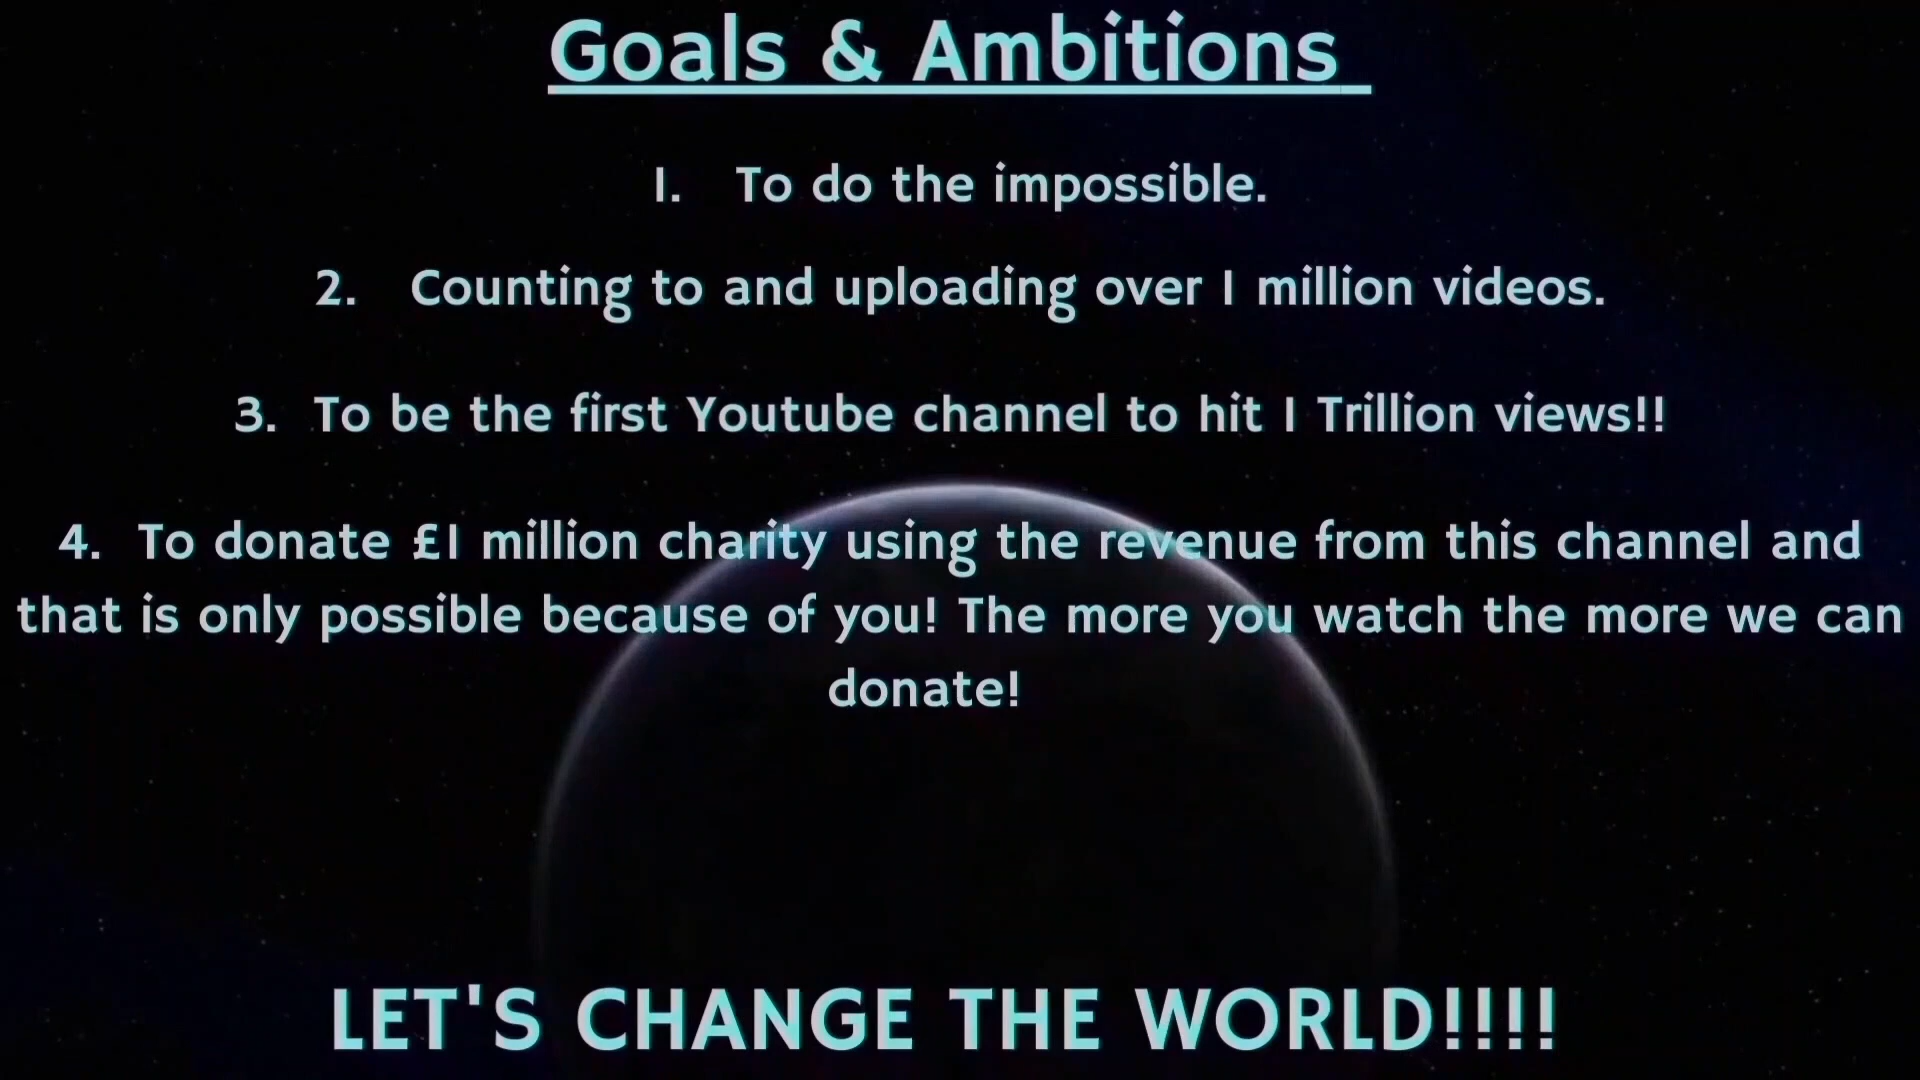 Goals & Ambitions
1. To do the impossible.
2. Counting to and uploading over 1 million videos.
3. To be the first Youtube channel to hit 1 Trillion views!!
4. To donate £1 million charity using the revenue from this channel and
that is only possible because of you! The more you watch the more we can
donate!
LET'S CHANGE THE WORLD!!!!